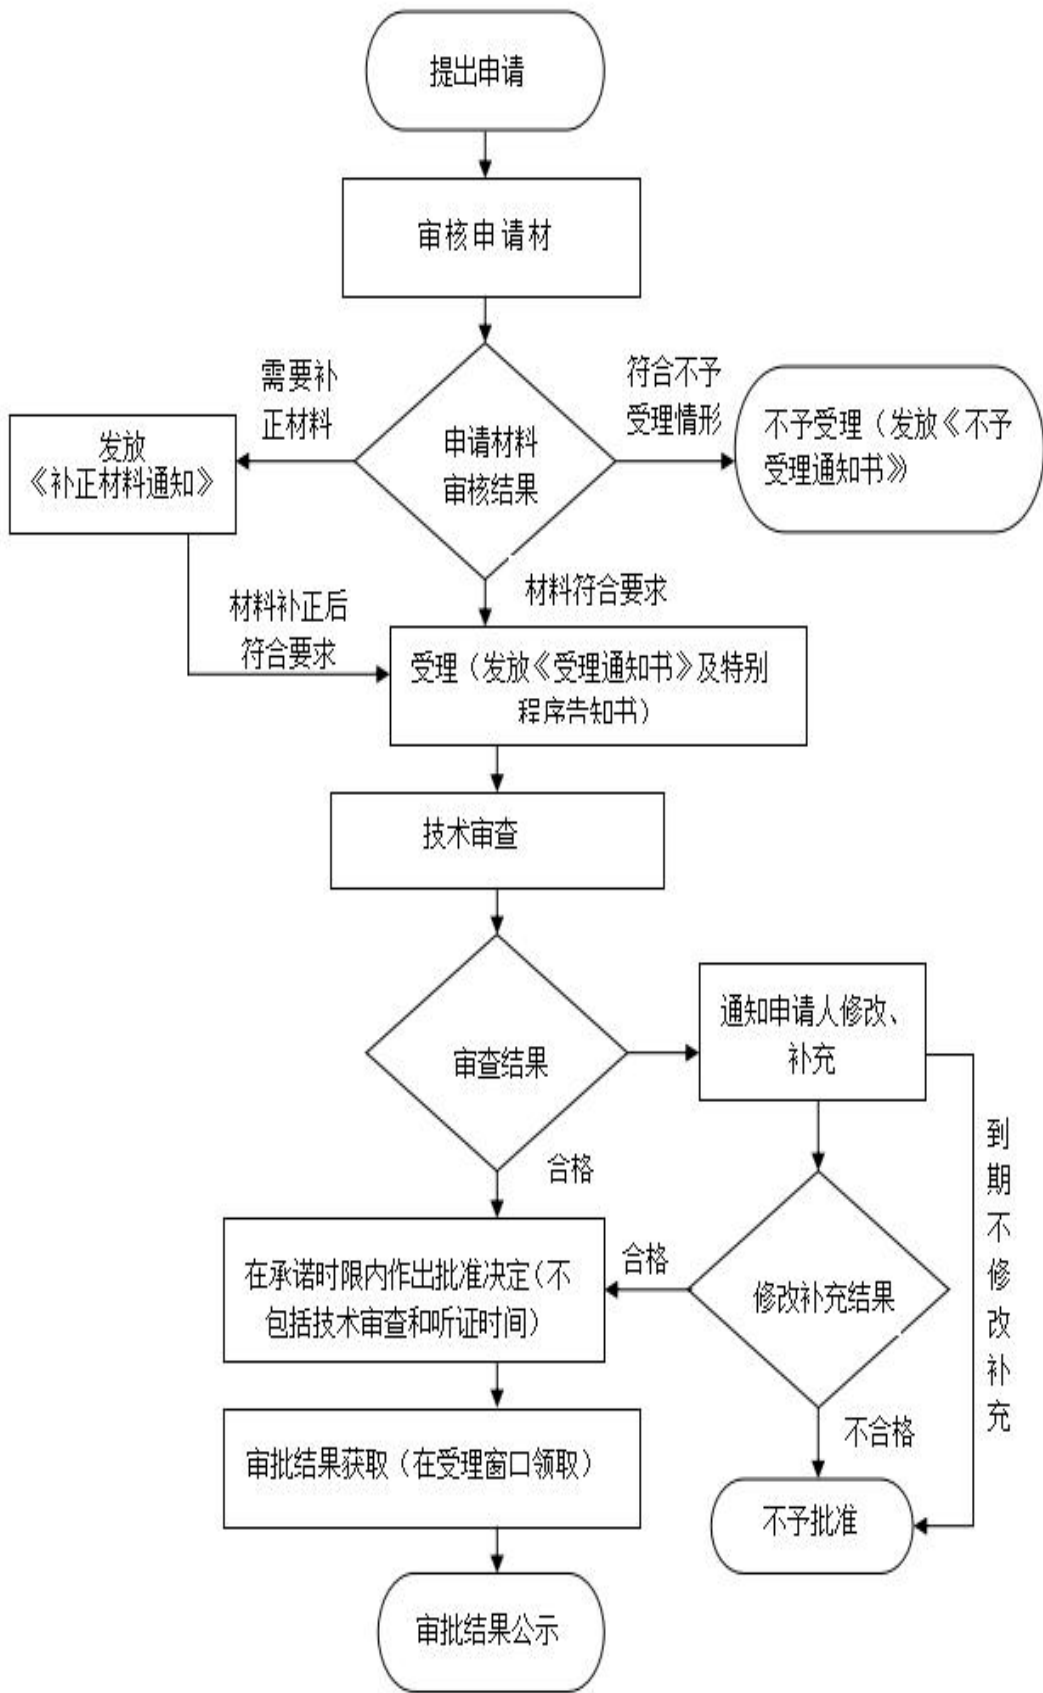 提出申请
审核申请材
需要补
正材料
符合不予
受理情形
发放
《补正材料通知》
申请材料
审核结果
不予受理（发放《不予
受理通知书》）
材料补正后
符合要求
材料符合要求
受理（发放《受理通知书》及特别
程序告知书）
技术审查
审查结果
通知申请人修改、
补充
合格
到期不修改补充
在承诺时限内作出批准决定（不
包括技术审查和听证时间）
合格
修改补充结果
审批结果获取（在受理窗口领取）
不合格
不予批准
审批结果公示